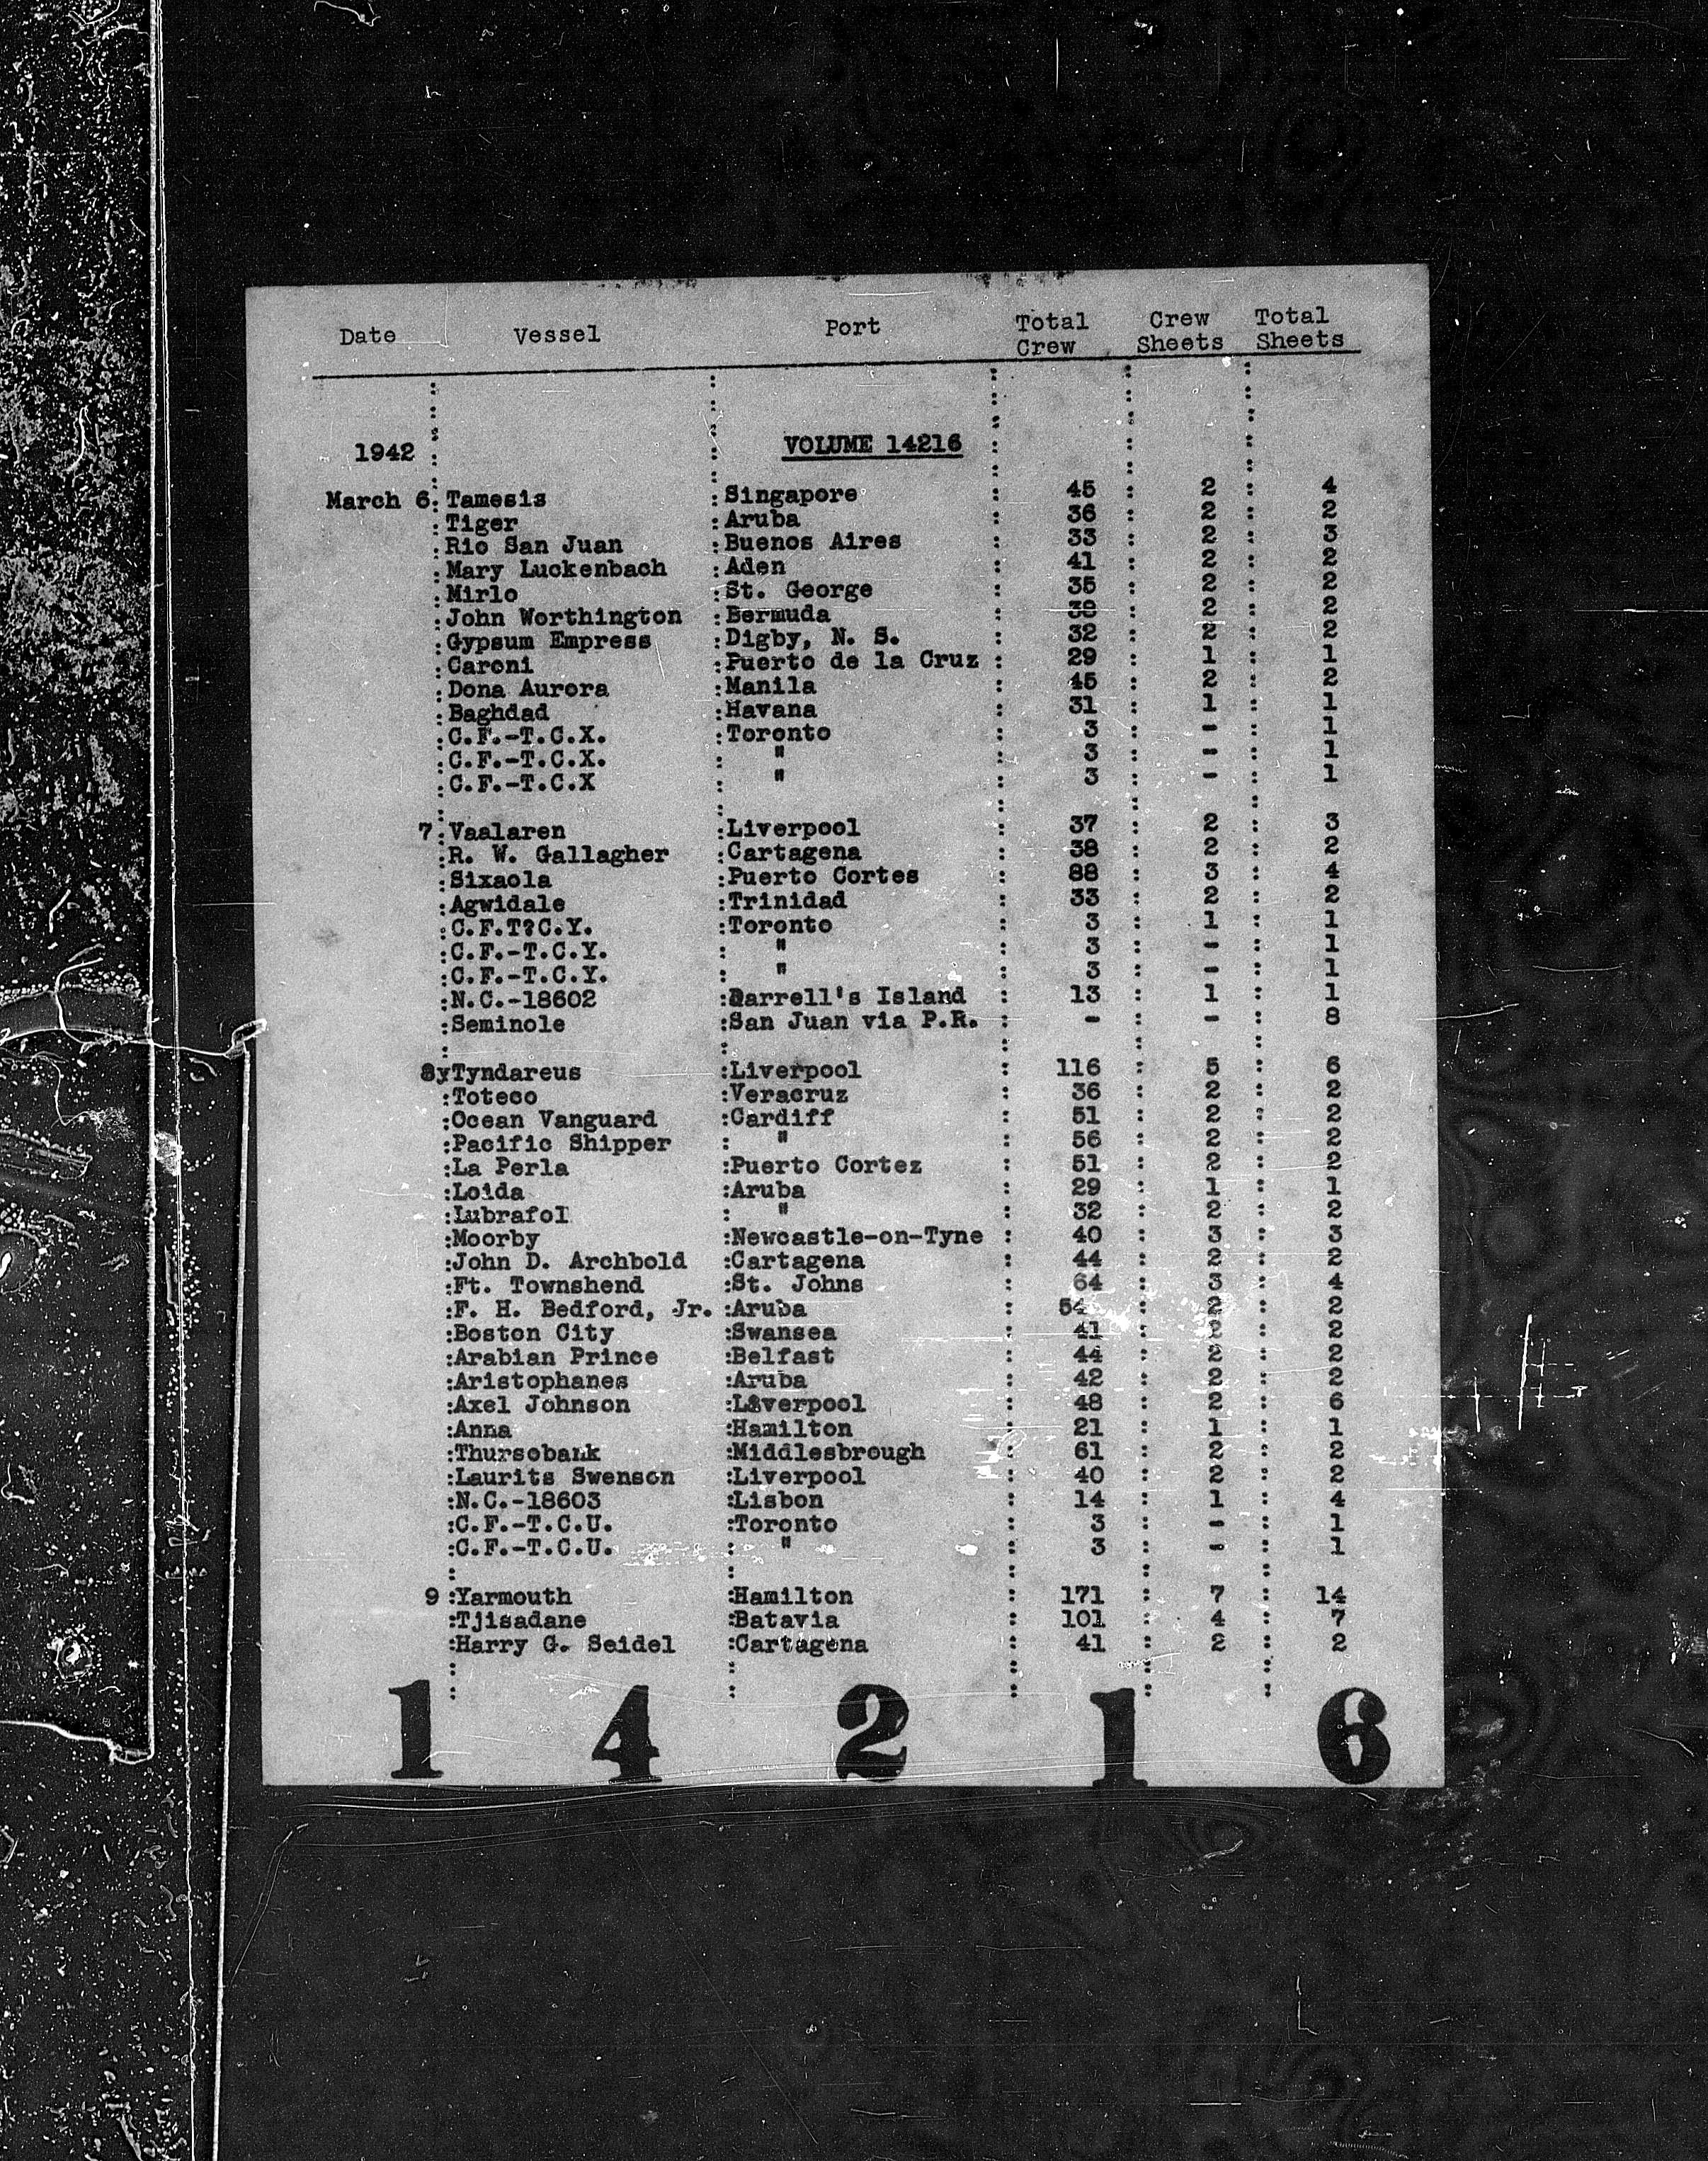 Date Vessel Port Total Crew Crew Sheets Total Sheets
1942 VOLUME 14216
March 6: Tamesis :Singapore : 45 : 2 : 4
:Tiger :Aruba : 36 : 2 : 2
:Rio San Juan :Buenos Aires : 33 : 2 : 3
:Mary Luckenbach :Aden : 41 : 2 : 2
:Mirlo :St. George : 35 : 2 : 2
:John Worthington :Bermuda : 38 : 2 : 2
:Gypsum Empress :Digby, N. S. : 32 : 2 : 2
:Caroni :Puerto de la Cruz : 29 : 1 : 1
:Dona Aurora :Manila : 45 : 2 : 2
:Baghdad :Havana : 31 : 1 : 1
:C.F.-T.C.X. :Toronto : 3 : - : 1
:C.F.-T.C.X. : " : 3 : - : 1
:C.F.-T.C.X : " : 3 : - : 1
7:Vaalaren :Liverpool : 37 : 2 : 3
:R. W. Gallagher :Cartagena : 38 : 2 : 2
:Sixaola :Puerto Cortes : 88 : 3 : 4
:Agwidale :Trinidad : 33 : 2 : 2
:C.F.T?C.Y. :Toronto : 3 : 1 : 1
:C.F.-T.C.Y. : " : 3 : - : 1
:C.F.-T.C.Y. : " : 3 : - : 1
:N.C.-18602 :Darrell's Island : 13 : 1 : 1
:Seminole :San Juan via P.R. : - : - : 8
8yTyndareus :Liverpool : 116 : 5 : 6
:Toteco :Veracruz : 36 : 2 : 2
:Ocean Vanguard :Cardiff : 51 : 2 : 2
:Pacific Shipper : " : 56 : 2 : 2
:La Perla :Puerto Cortez : 51 : 2 : 2
:Loida :Aruba : 29 : 1 : 1
:Lubrafol : " : 32 : 2 : 2
:Moorby :Newcastle-on-Tyne : 40 : 3 : 3
:John D. Archbold :Cartagena : 44 : 2 : 2
:Ft. Townshend :St. Johns : 64 : 3 : 4
:F. H. Bedford, Jr. :Aruba : 54 : 2 : 2
:Boston City :Swansea : 41 : 2 : 2
:Arabian Prince :Belfast : 44 : 2 : 2
:Aristophanes :Aruba : 42 : 2 : 2
:Axel Johnson :Liverpool : 48 : 2 : 6
:Anna :Hamilton : 21 : 1 : 1
:Thursobank :Middlesbrough : 61 : 2 : 2
:Laurits Swenson :Liverpool : 40 : 2 : 2
:N.C.-18603 :Lisbon : 14 : 1 : 4
:C.F.-T.C.U. :Toronto : 3 : - : 1
:C.F.-T.C.U. : " : 3 : - : 1
9 :Yarmouth :Hamilton : 171 : 7 : 14
:Tjisadane :Batavia : 101 : 4 : 7
:Harry G. Seidel :Cartagena : 41 : 2 : 2
1 4 2 1 6